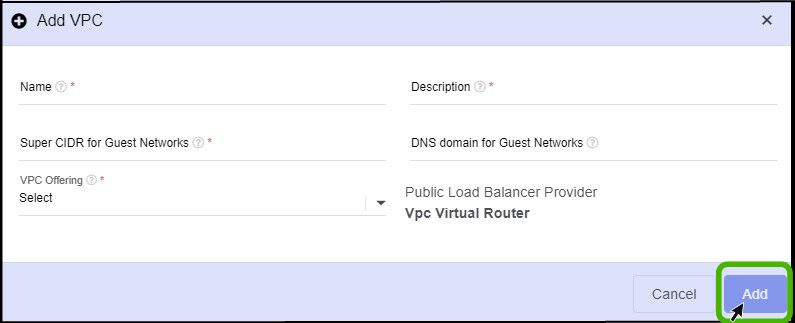 Add VPC
Name ? *
Description ? *
Super CIDR for Guest Networks ? *
DNS domain for Guest Networks ?
VPC Offering ? *
Select
Public Load Balancer Provider
Vpc Virtual Router
Cancel
Add